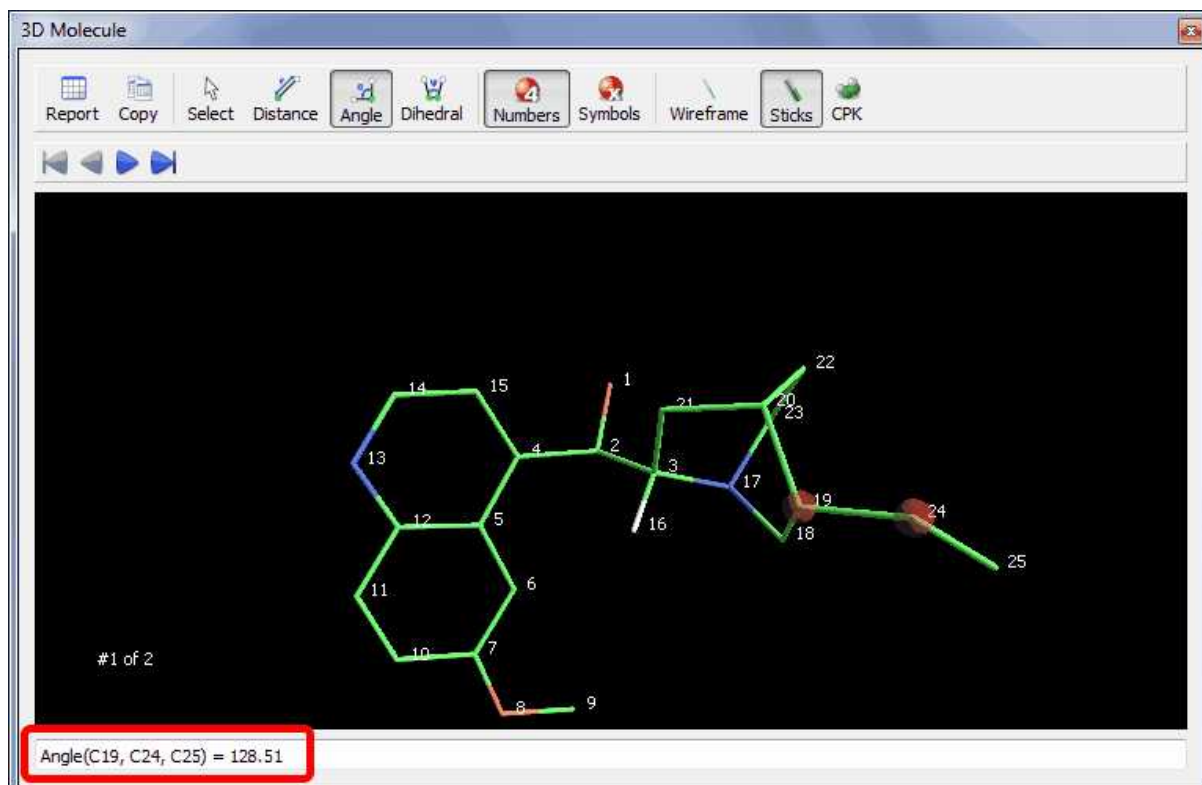 3D Molecule
Report Copy Select Distance Angle Dihedral Numbers Symbols Wireframe Sticks CPK
22
14 15 1 21 20
23
4 2
13 3 17
12 5 16 19 24
18
11 6 25
#1 of 2 10 7
8 9
Angle(C19, C24, C25) = 128.51